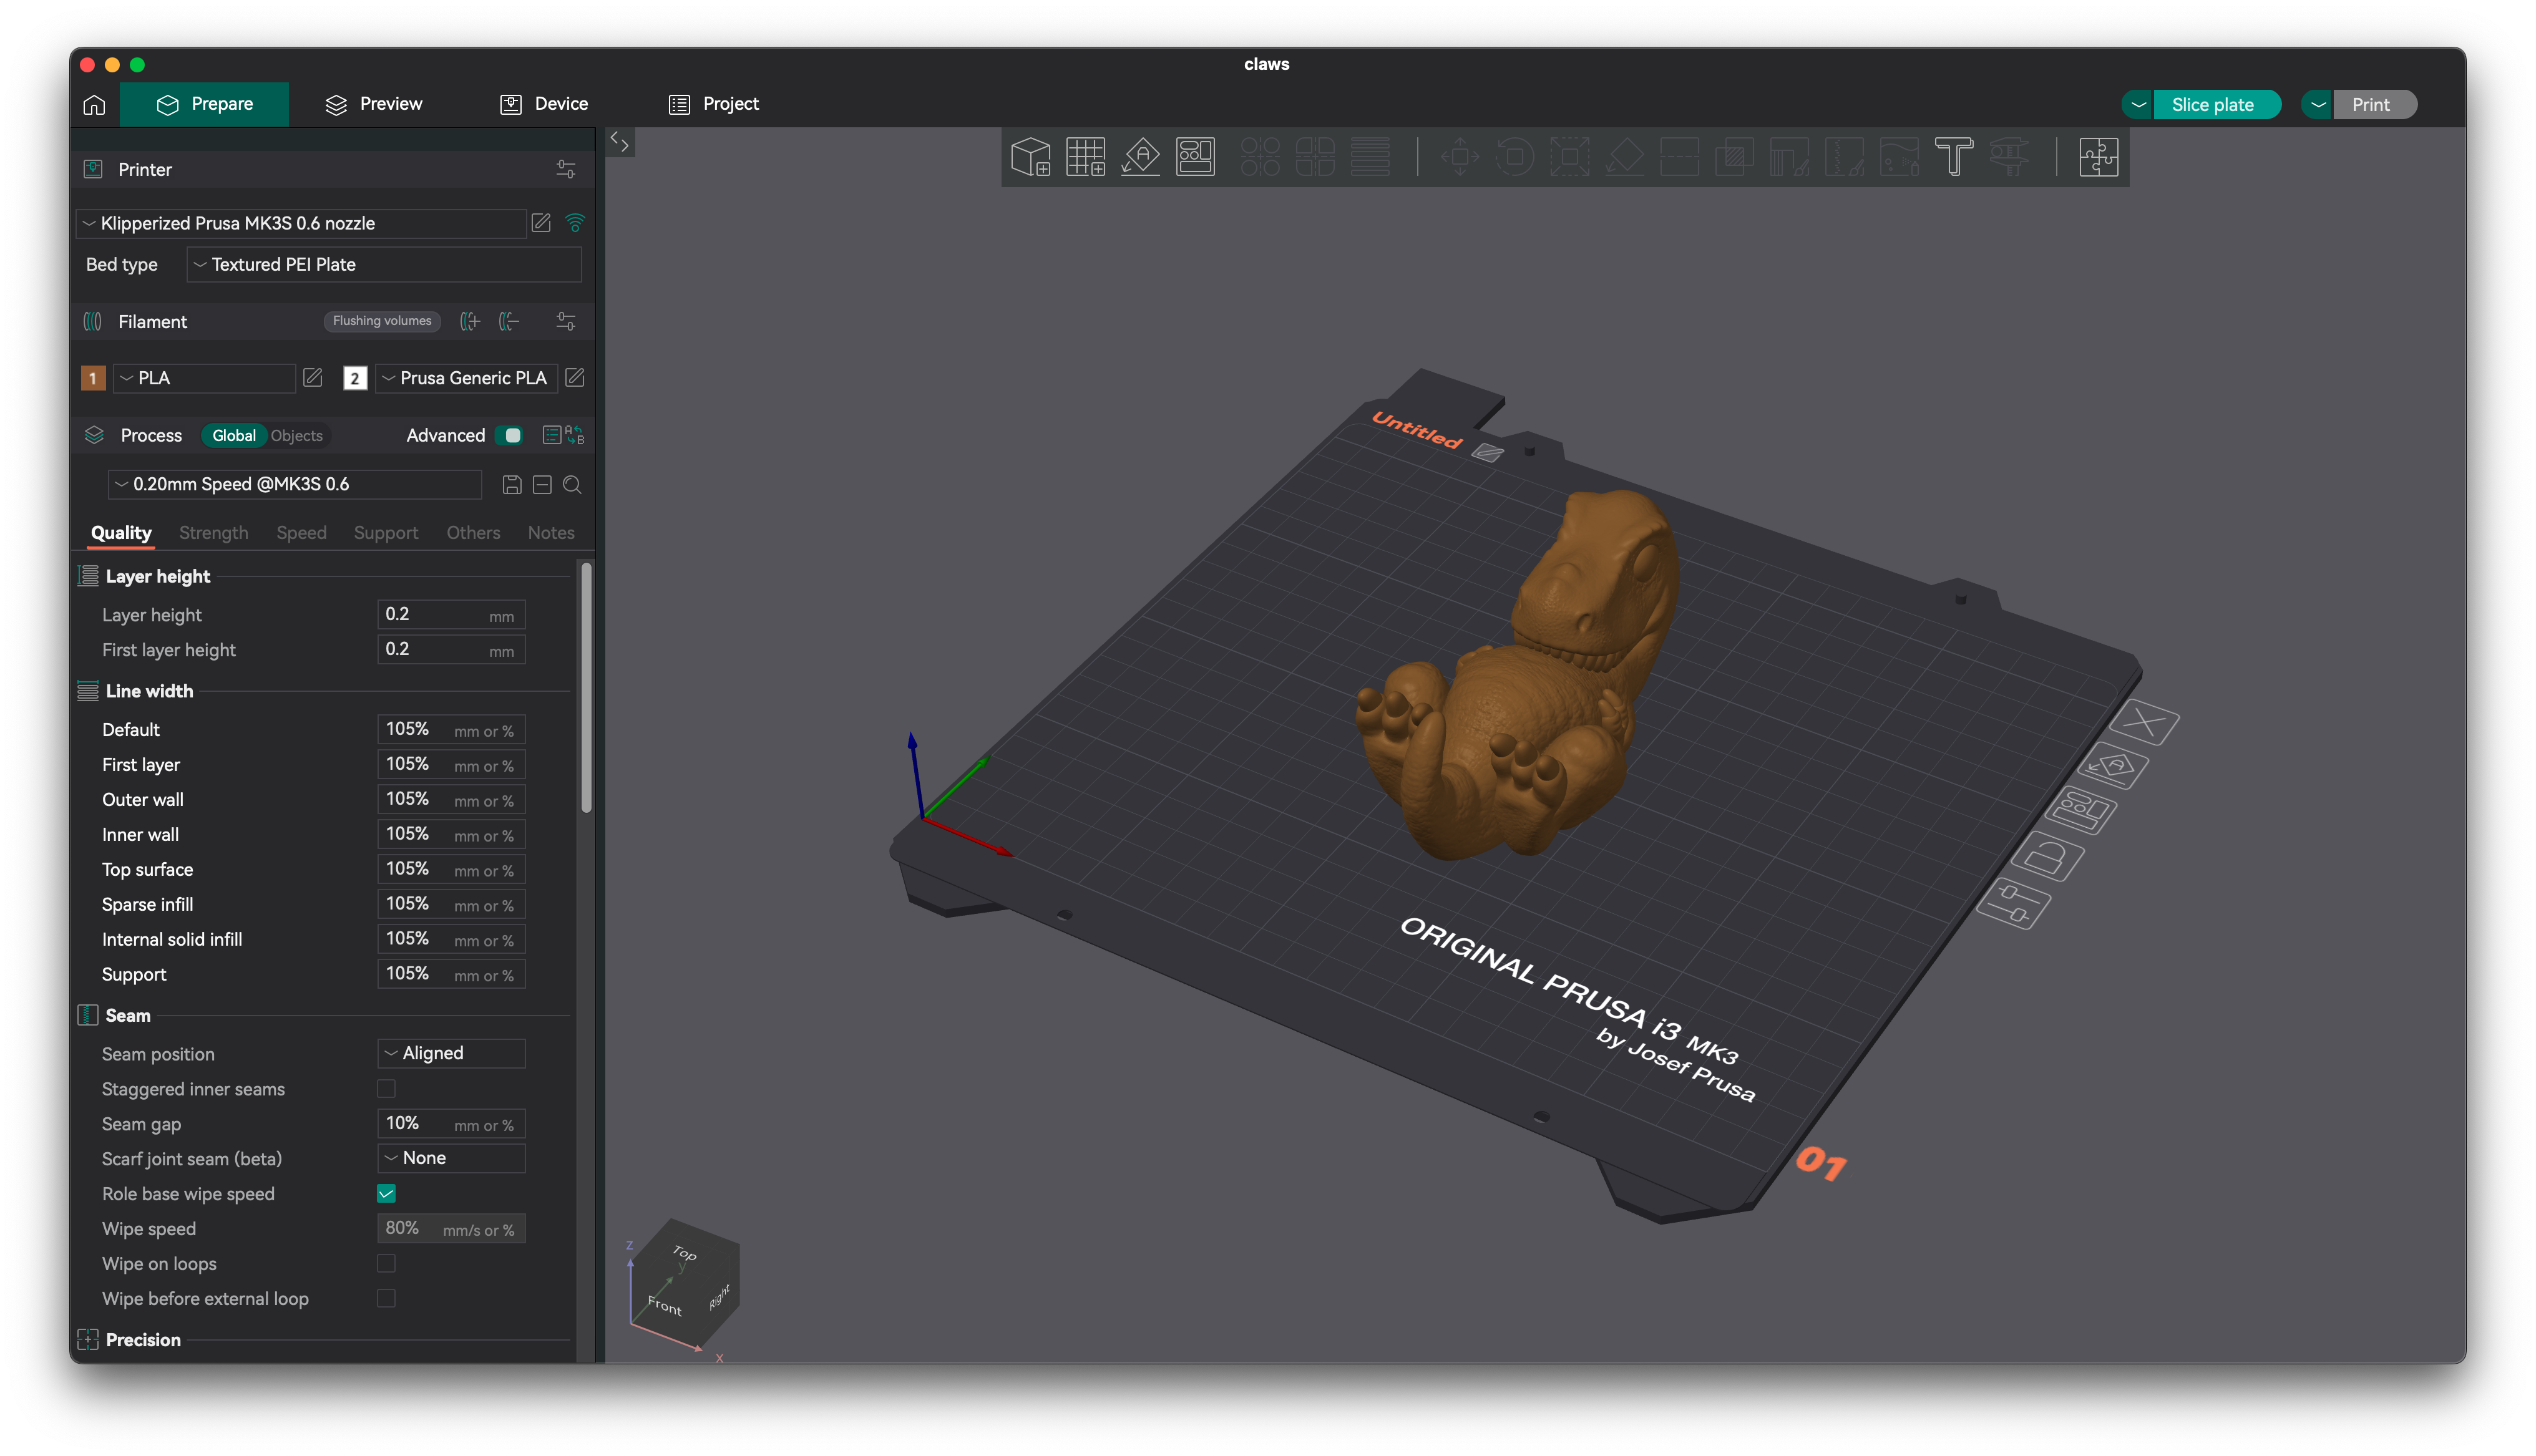 claws
Prepare
Preview
Device
Project
Slice plate
Print
Printer
Klipperized Prusa MK3S 0.6 nozzle
Bed type
Textured PEI Plate
Filament
Flushing volumes
1
PLA
2
Prusa Generic PLA
Process
Global
Objects
Advanced
A
B
0.20mm Speed @MK3S 0.6
Quality
Strength
Speed
Support
Others
Notes
Layer height
Layer height 0.2 mm
First layer height 0.2 mm
Line width
Default 105% mm or %
First layer 105% mm or %
Outer wall 105% mm or %
Inner wall 105% mm or %
Top surface 105% mm or %
Sparse infill 105% mm or %
Internal solid infill 105% mm or %
Support 105% mm or %
Seam
Seam position Aligned
Staggered inner seams
Seam gap 10% mm or %
Scarf joint seam (beta) None
Role base wipe speed
Wipe speed 80% mm/s or %
Wipe on loops
Wipe before external loop
Precision
Untitled
ORIGINAL PRUSA i3 MK3
by Josef Prusa
01
Top
Front
Right
z
y
x